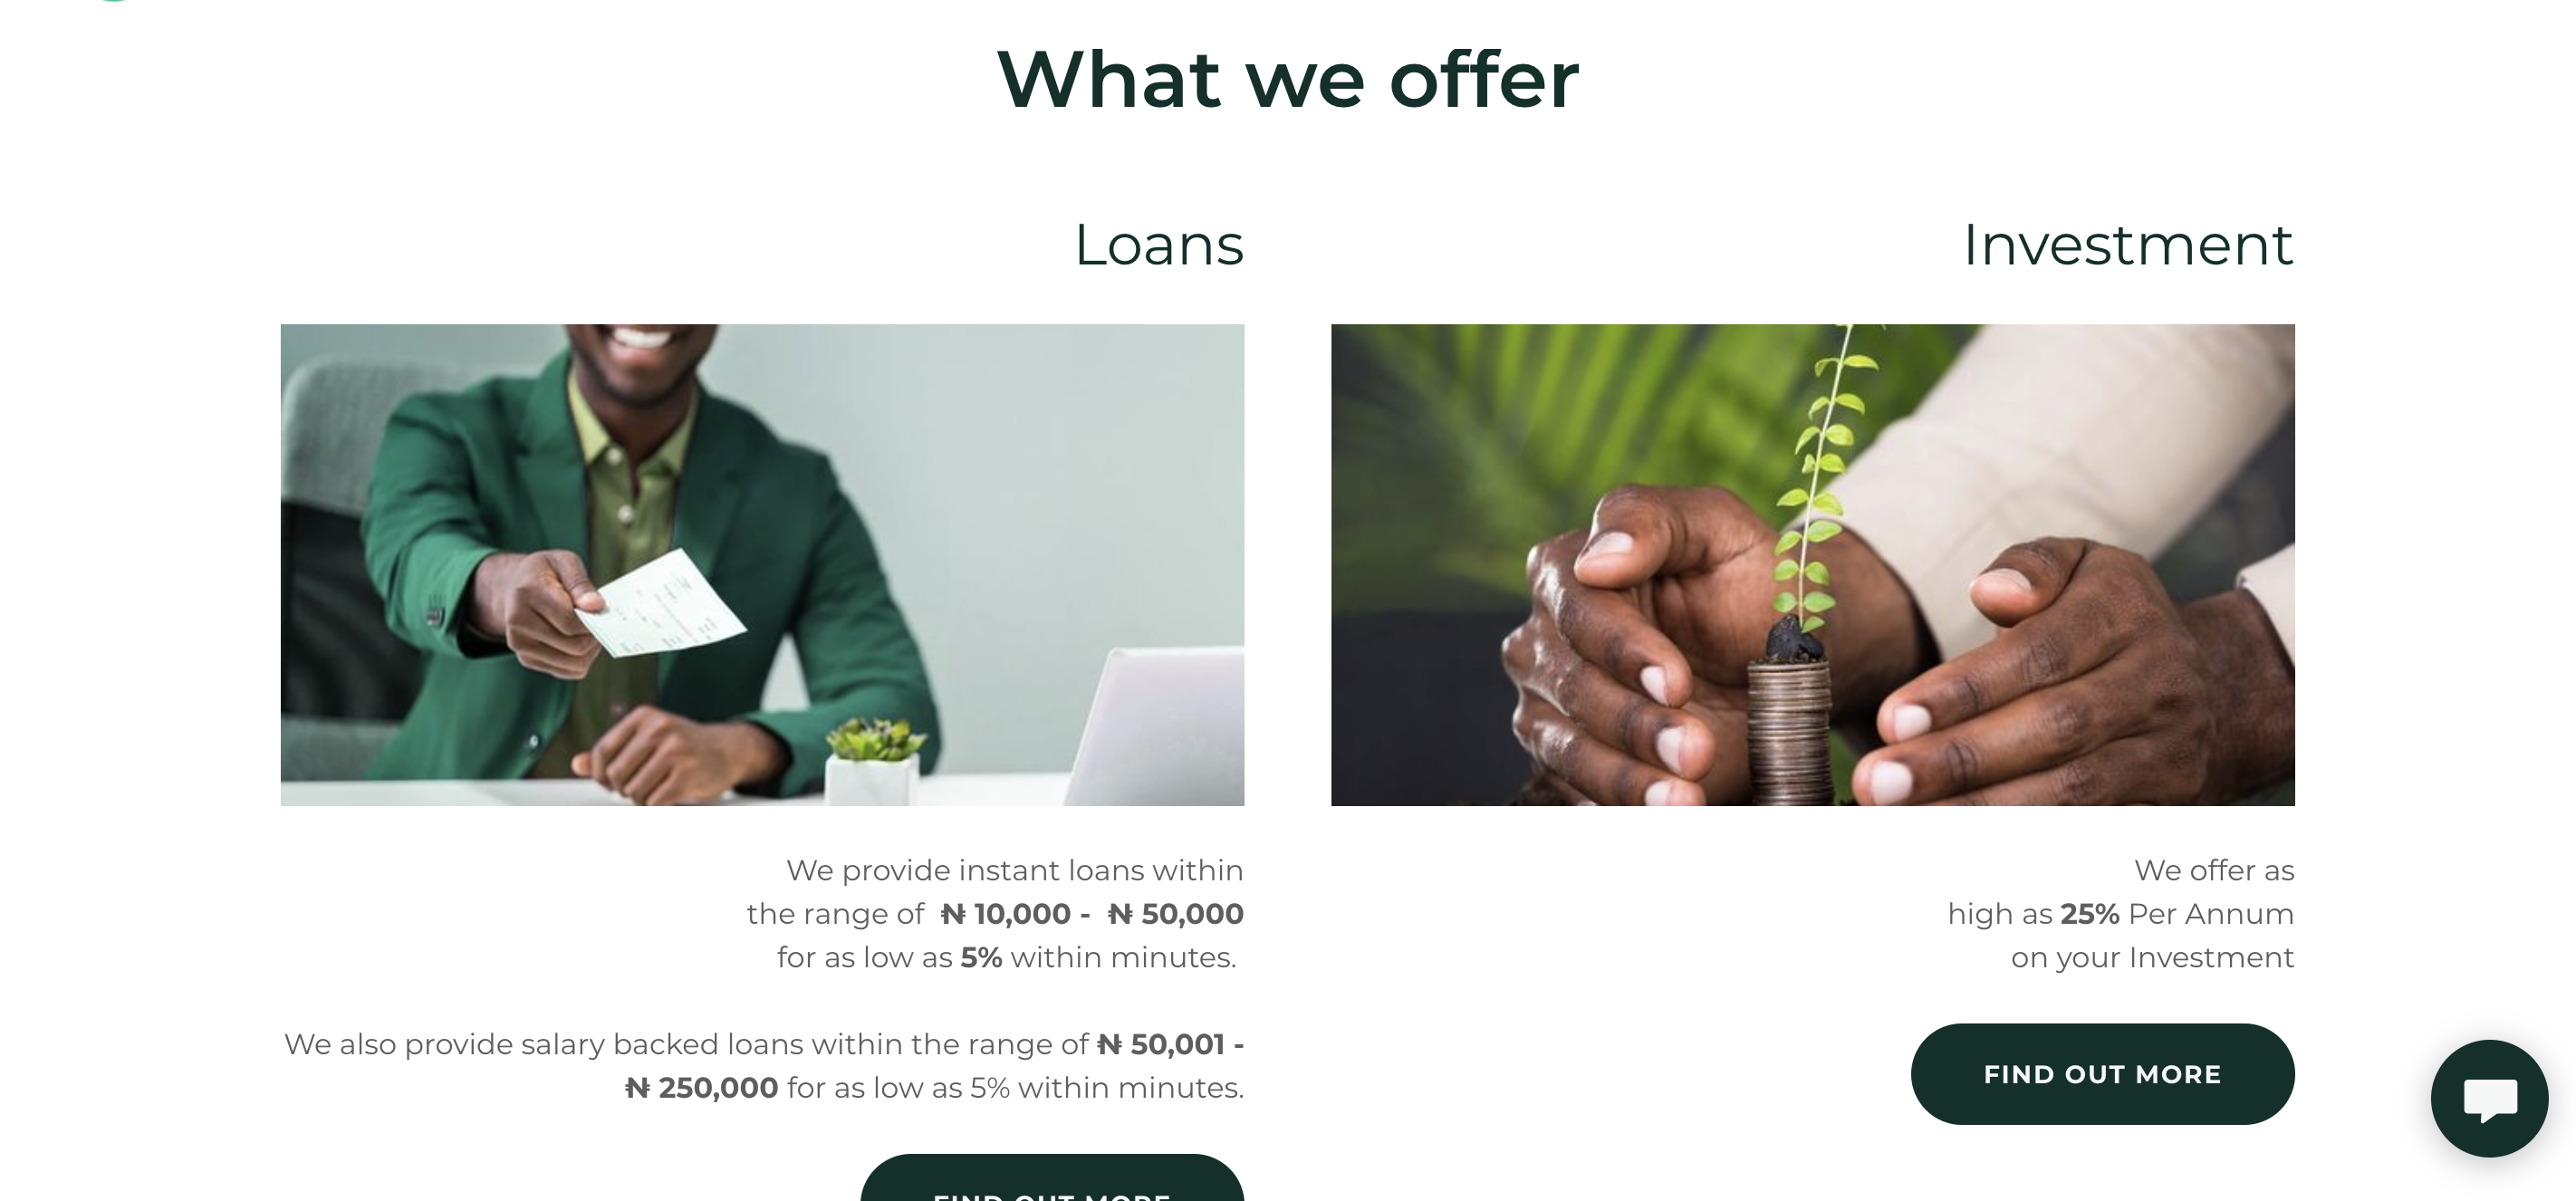 What we offer
Loans
We provide instant loans within
the range of ₦ 10,000 - ₦ 50,000
for as low as 5% within minutes.
We also provide salary backed loans within the range of ₦ 50,001 -
₦ 250,000 for as low as 5% within minutes.
FIND OUT MORE
Investment
We offer as
high as 25% Per Annum
on your Investment
FIND OUT MORE